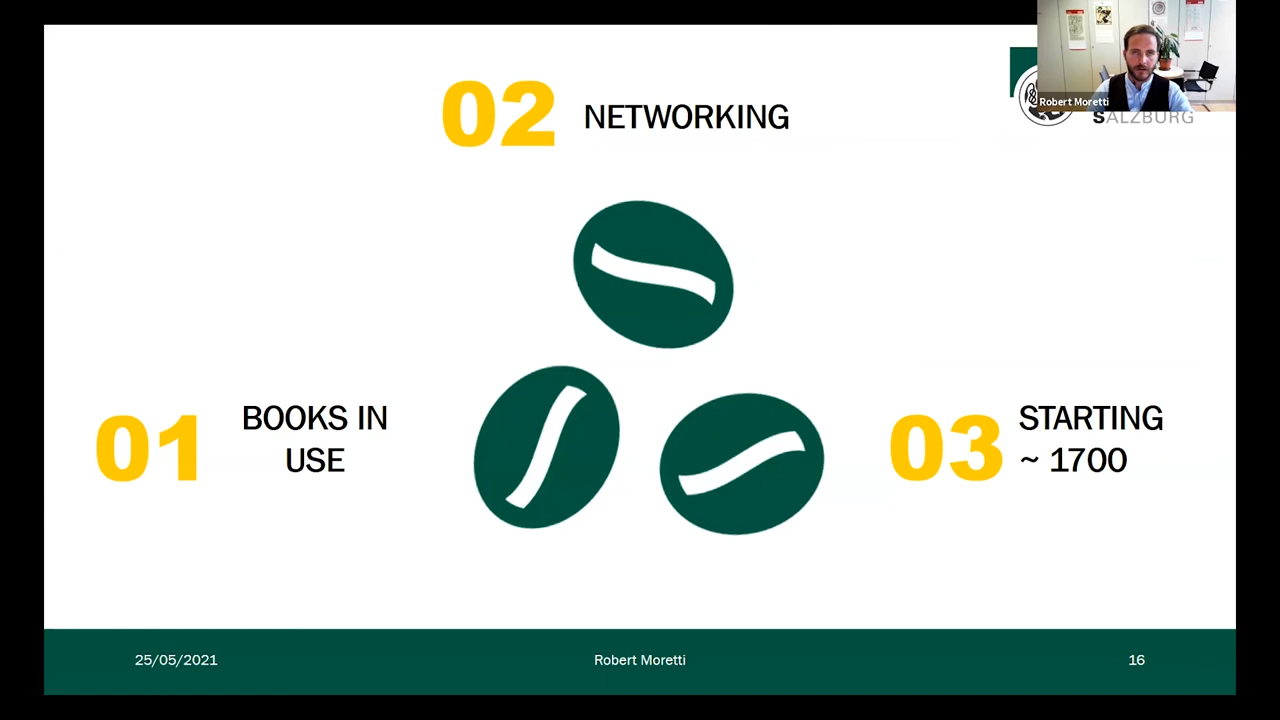 02 NETWORKING
Robert Moretti
SALZBURG
01 BOOKS IN
USE
03 STARTING
~ 1700
25/05/2021 Robert Moretti 16